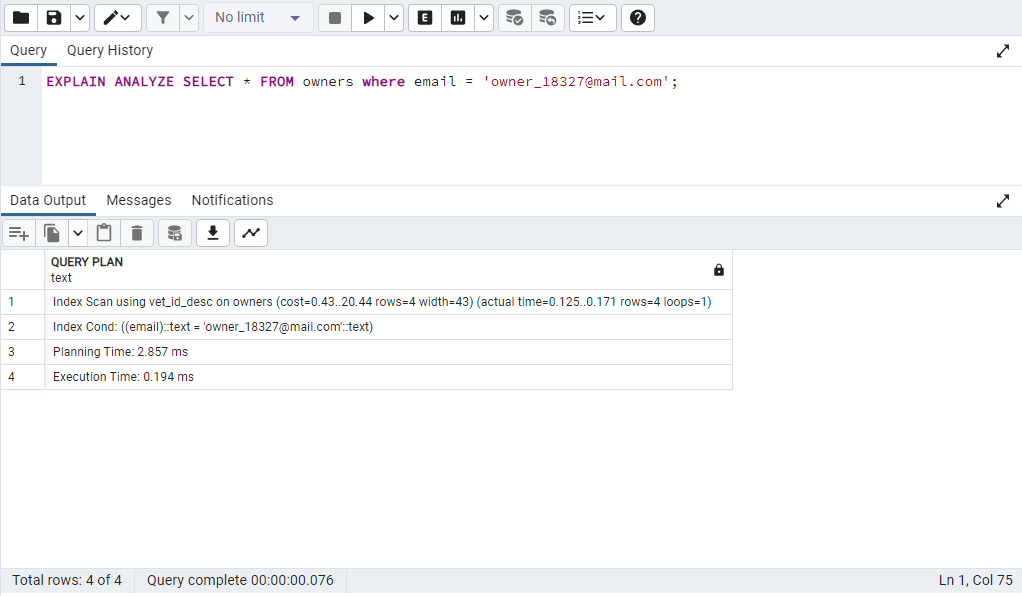 No limit
E
Query Query History
1 EXPLAIN ANALYZE SELECT * FROM owners where email = 'owner_18327@mail.com';
Data Output Messages Notifications
QUERY PLAN
text
1 Index Scan using vet_id_desc on owners (cost=0.43..20.44 rows=4 width=43) (actual time=0.125..0.171 rows=4 loops=1)
2 Index Cond: ((email)::text = 'owner_18327@mail.com'::text)
3 Planning Time: 2.857 ms
4 Execution Time: 0.194 ms
Total rows: 4 of 4 Query complete 00:00:00.076 Ln 1, Col 75